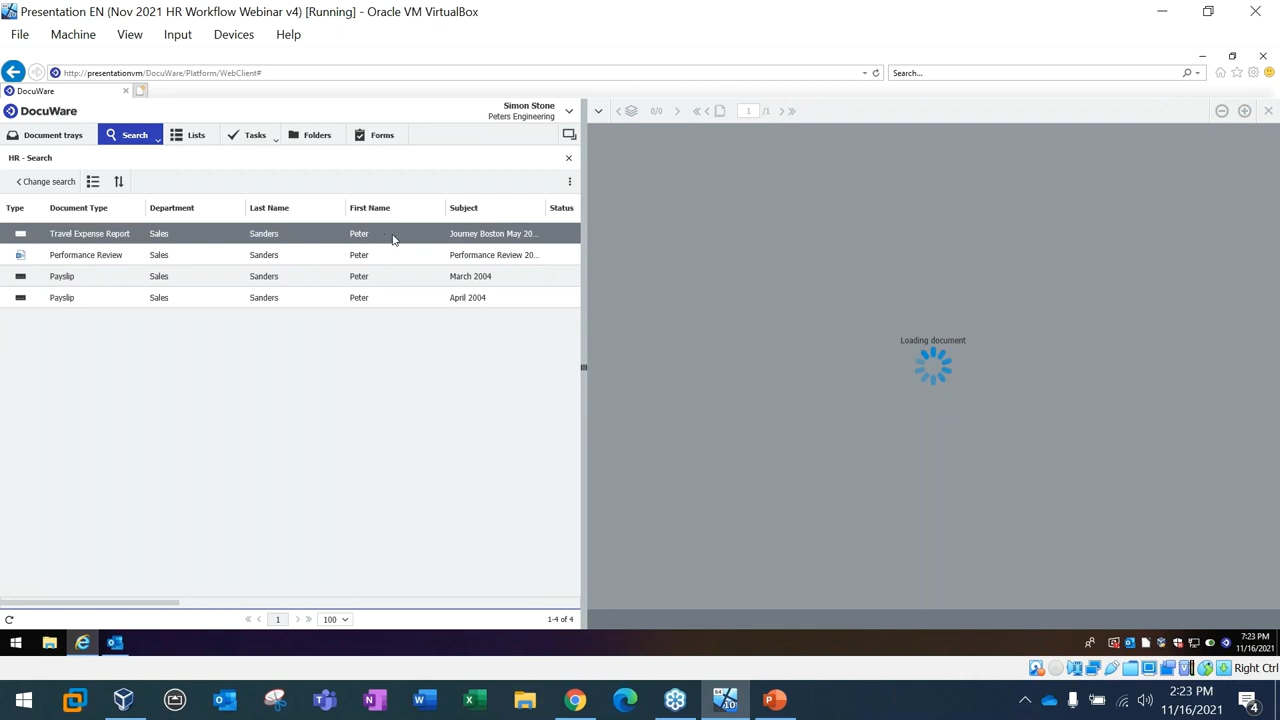 Presentation EN (Nov 2021 HR Workflow Webinar v4) [Running] - Oracle VM VirtualBox
File Machine View Input Devices Help
http://presentationvm/DocuWare/Platform/WebClient#
Search...
DocuWare
DocuWare
Simon Stone
Peters Engineering
0/0
1 /1
Document trays Search Lists Tasks Folders Forms
HR - Search
Change search
Type Document Type Department Last Name First Name Subject Status
Travel Expense Report Sales Sanders Peter Journey Boston May 20...
Performance Review Sales Sanders Peter Performance Review 20...
Payslip Sales Sanders Peter March 2004
Payslip Sales Sanders Peter April 2004
Loading document
1 100 1-4 of 4
7:23 PM
11/16/2021
Right Ctrl
64
10
2:23 PM
11/16/2021
4